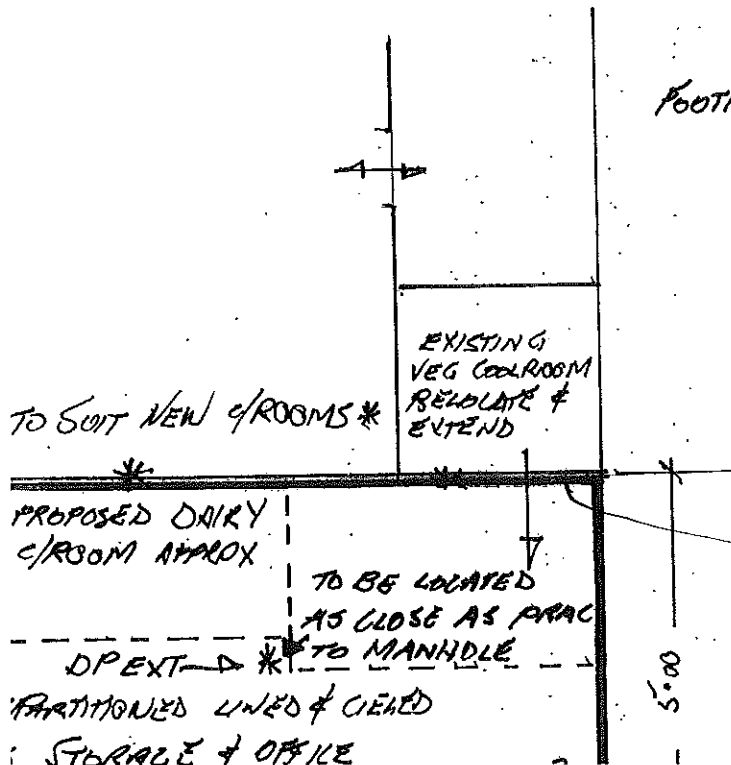 FOOT
EXISTING
VEG COOLROOM
RELOCATE &
EXTEND
TO SUIT NEW C/ROOMS *
PROPOSED DAIRY
C/ROOM APPROX
TO BE LOCATED
AS CLOSE AS PRAC
TO MANHOLE
DP EXT *
PARTITIONED LINED & CIELED
STORAGE & OFFICE
5.00